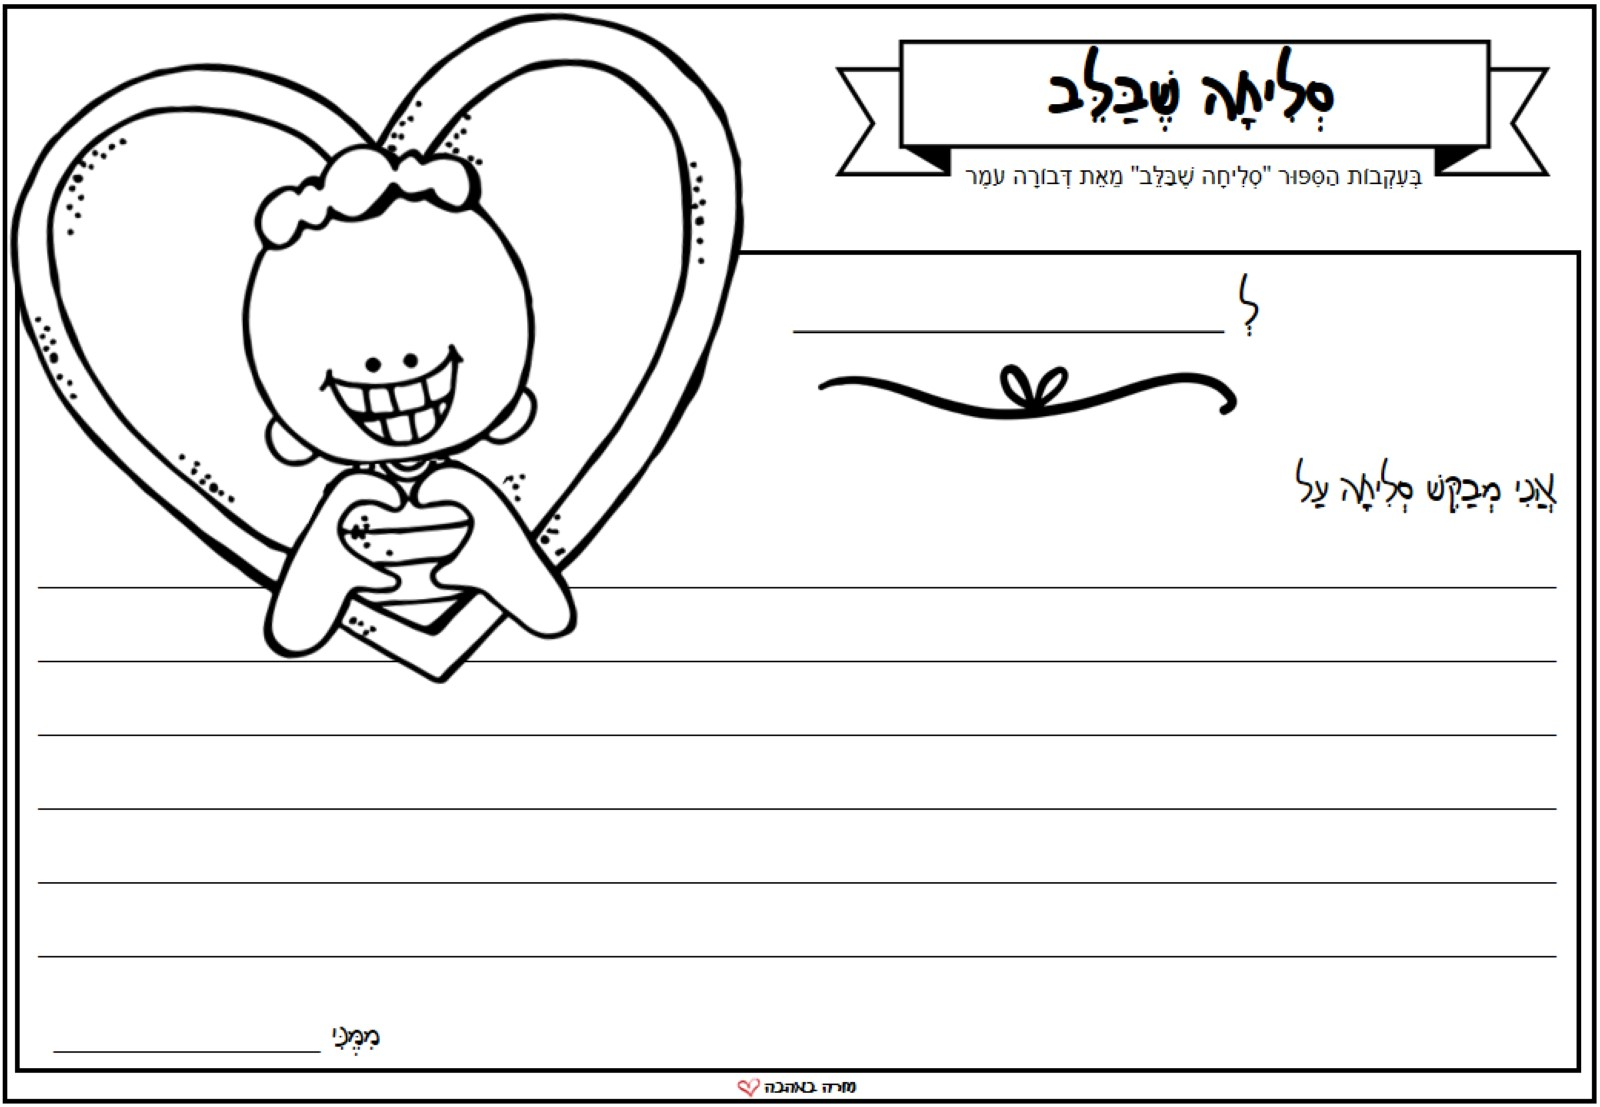 סְלִיחָה שֶׁבַּלֵּב
בְּעִקְבוֹת הַסִּפּוּר "סְלִיחָה שֶׁבַּלֵּב" מֵאֵת דְּבוֹרָה עֹמֶר
לְ
אֲנִי מְבַקֵּשׁ סְלִיחָה עַל
מִמֶּנִּי
מורה באהבה